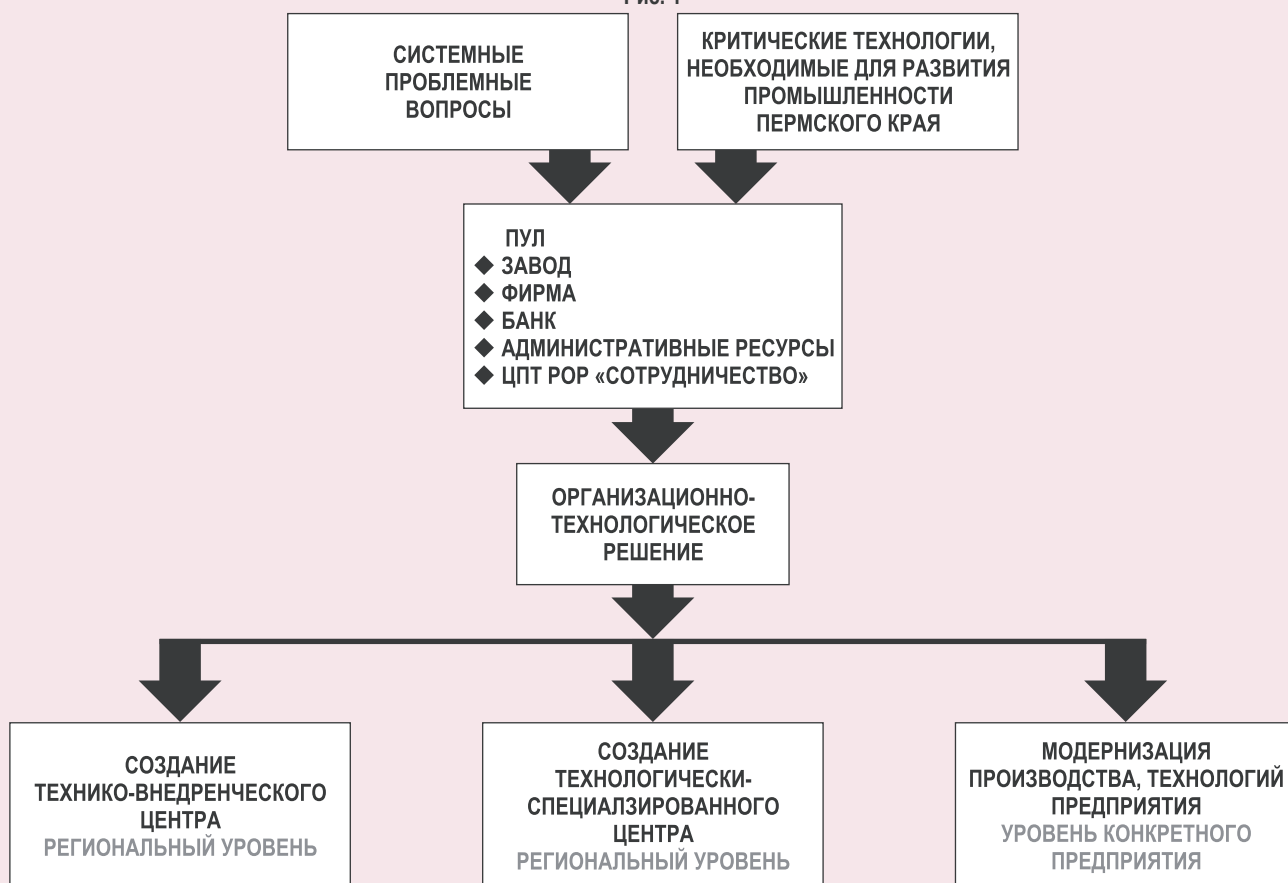 Рис. 1
СИСТЕМНЫЕ
ПРОБЛЕМНЫЕ
ВОПРОСЫ
КРИТИЧЕСКИЕ ТЕХНОЛОГИИ,
НЕОБХОДИМЫЕ ДЛЯ РАЗВИТИЯ
ПРОМЫШЛЕННОСТИ
ПЕРМСКОГО КРАЯ
ПУЛ
◆ ЗАВОД
◆ ФИРМА
◆ БАНК
◆ АДМИНИСТРАТИВНЫЕ РЕСУРСЫ
◆ ЦПТ РОР «СОТРУДНИЧЕСТВО»
ОРГАНИЗАЦИОННО-
ТЕХНОЛОГИЧЕСКОЕ
РЕШЕНИЕ
СОЗДАНИЕ
ТЕХНИКО-ВНЕДРЕНЧЕСКОГО
ЦЕНТРА
РЕГИОНАЛЬНЫЙ УРОВЕНЬ
СОЗДАНИЕ
ТЕХНОЛОГИЧЕСКИ-
СПЕЦИАЛЗИРОВАННОГО
ЦЕНТРА
РЕГИОНАЛЬНЫЙ УРОВЕНЬ
МОДЕРНИЗАЦИЯ
ПРОИЗВОДСТВА, ТЕХНОЛОГИЙ
ПРЕДПРИЯТИЯ
УРОВЕНЬ КОНКРЕТНОГО
ПРЕДПРИЯТИЯ